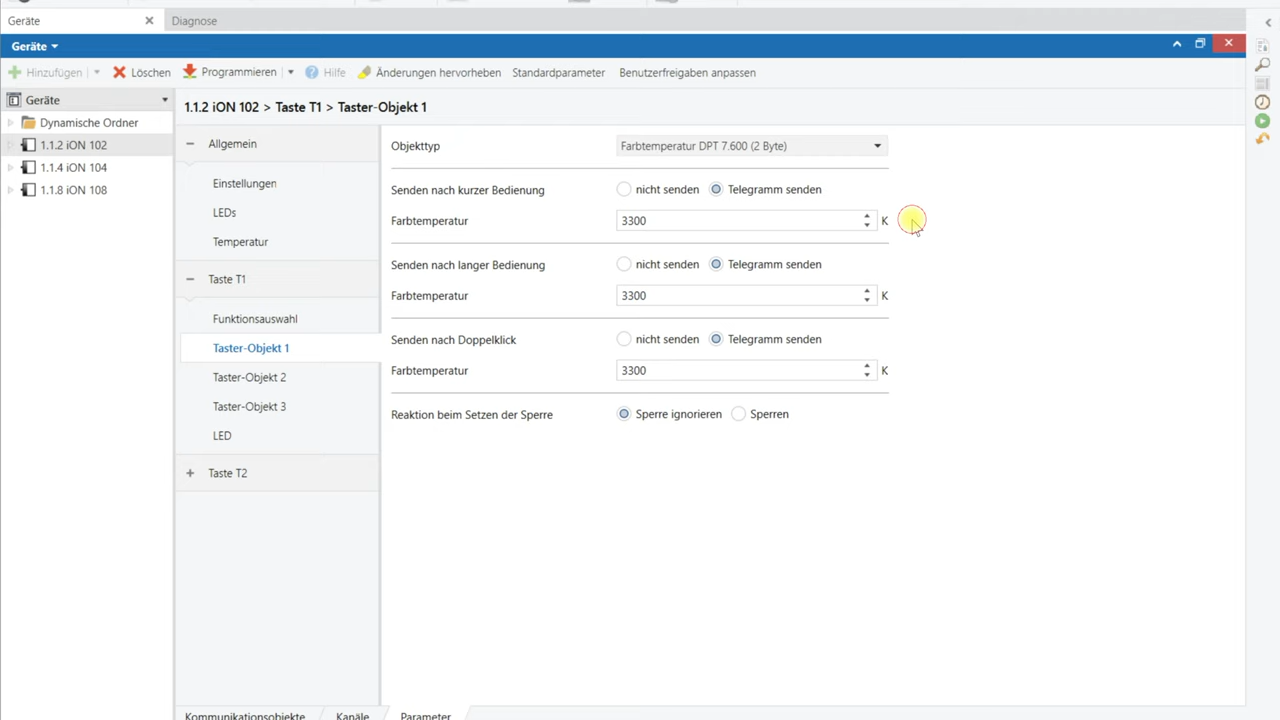 Geräte
Diagnose
Geräte
Hinzufügen
Löschen
Programmieren
Hilfe
Änderungen hervorheben
Standardparameter
Benutzerfreigaben anpassen
Geräte
Dynamische Ordner
1.1.2 iON 102
1.1.4 iON 104
1.1.8 iON 108
1.1.2 iON 102 > Taste T1 > Taster-Objekt 1
Allgemein
Einstellungen
LEDs
Temperatur
Taste T1
Funktionsauswahl
Taster-Objekt 1
Taster-Objekt 2
Taster-Objekt 3
LED
Taste T2
Objekttyp
Farbtemperatur DPT 7.600 (2 Byte)
Senden nach kurzer Bedienung
nicht senden
Telegramm senden
Farbtemperatur
3300
K
Senden nach langer Bedienung
nicht senden
Telegramm senden
Farbtemperatur
3300
K
Senden nach Doppelklick
nicht senden
Telegramm senden
Farbtemperatur
3300
K
Reaktion beim Setzen der Sperre
Sperre ignorieren
Sperren
Kommunikationsobjekte
Kanäle
Parameter